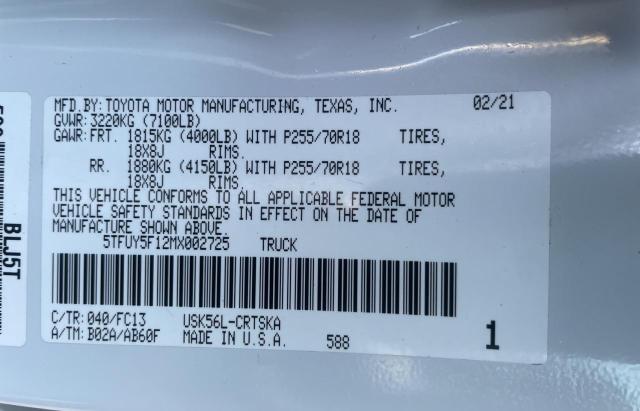 MFD.BY:TOYOTA MOTOR MANUFACTURING, TEXAS, INC. 02/21
GVWR:3220KG (7100LB)
GAWR:FRT. 1815KG (4000LB) WITH P255/70R18 TIRES,
18X8J RIMS.
RR. 1880KG (4150LB) WITH P255/70R18 TIRES,
18X8J RIMS.
THIS VEHICLE CONFORMS TO ALL APPLICABLE FEDERAL MOTOR
VEHICLE SAFETY STANDARDS IN EFFECT ON THE DATE OF
MANUFACTURE SHOWN ABOVE.
5TFUY5F12MX002725 TRUCK
C/TR: 040/FC13 USK56L-CRTSKA
A/TM: B02A/AB60F MADE IN U.S.A. 588 1
BLJ5T